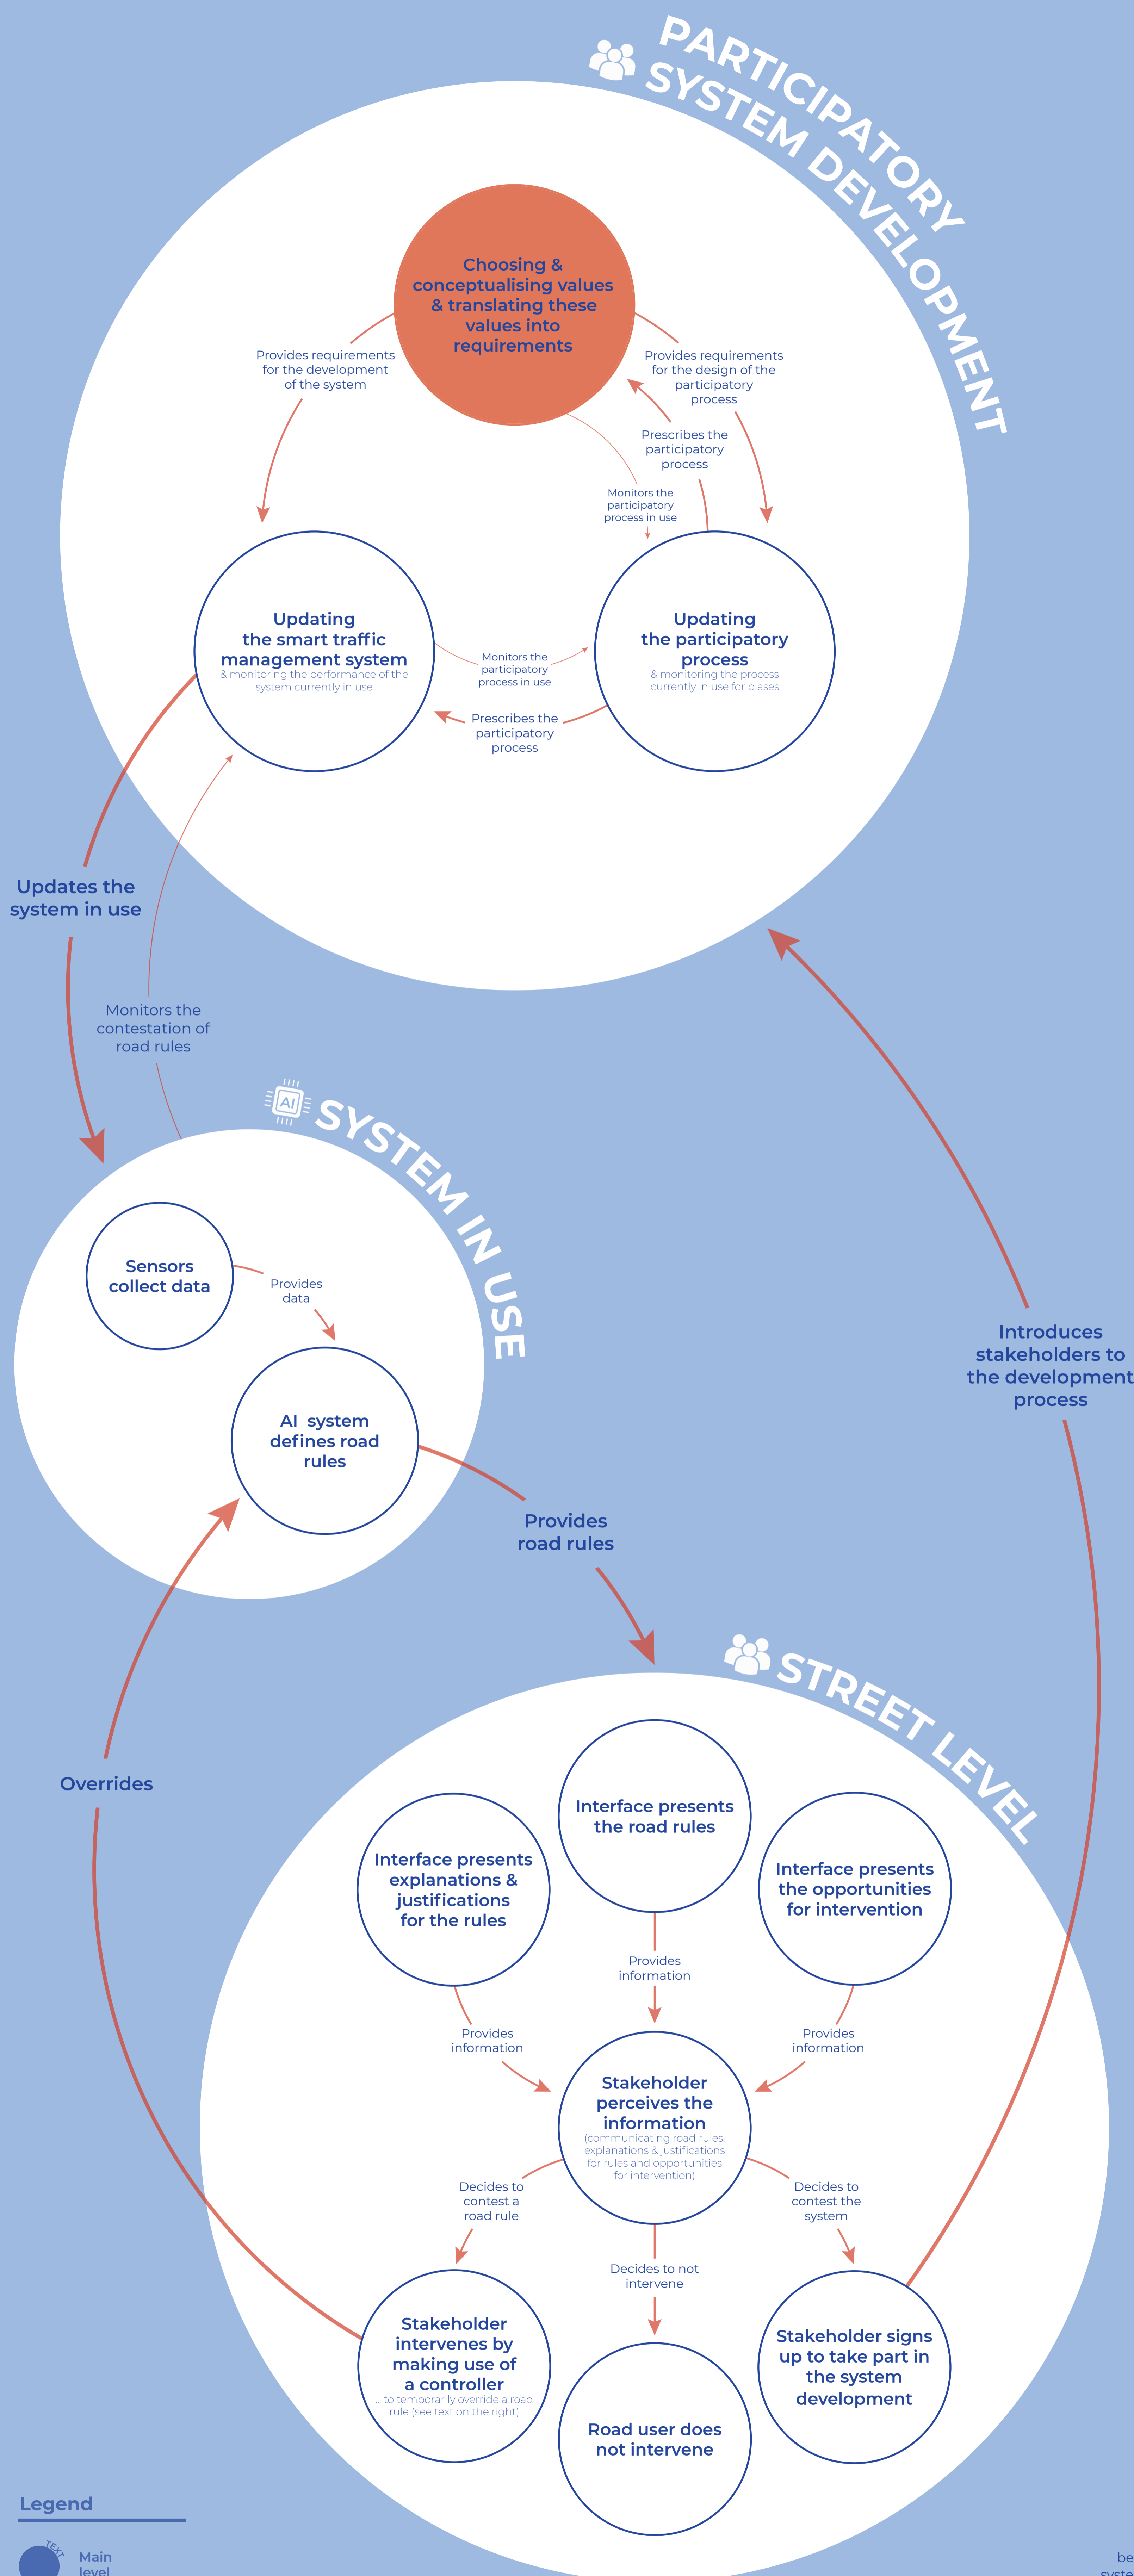 PARTICIPATORY
SYSTEM DEVELOPMENT
Choosing &
conceptualising values
& translating these
values into
requirements
Provides requirements
for the development
of the system
Provides requirements
for the design of the
participatory
process
Prescribes the
participatory
process
Monitors the
participatory
process in use
Updating
the smart traffic
management system
& monitoring the performance of the
system currently in use
Monitors the
participatory
process in use
Prescribes the
participatory
process
Updating
the participatory
process
& monitoring the process
currently in use for biases
Updates the
system in use
Monitors the
contestation of
road rules
AI
SYSTEM IN USE
Sensors
collect data
Provides
data
AI system
defines road
rules
Introduces
stakeholders to
the development
process
Provides
road rules
STREET LEVEL
Overrides
Interface presents
the road rules
Interface presents
explanations &
justifications
for the rules
Interface presents
the opportunities
for intervention
Provides
information
Provides
information
Provides
information
Stakeholder
perceives the
information
(communicating road rules,
explanations & justifications
for rules and opportunities
for intervention)
Decides to
contest a
road rule
Decides to
contest the
system
Decides to not
intervene
Stakeholder
intervenes by
making use of
a controller
... to temporarily override a road
rule (see text on the right)
Stakeholder signs
up to take part in
the system
development
Road user does
not intervene
Legend
TEXT
Main
level
be
syste